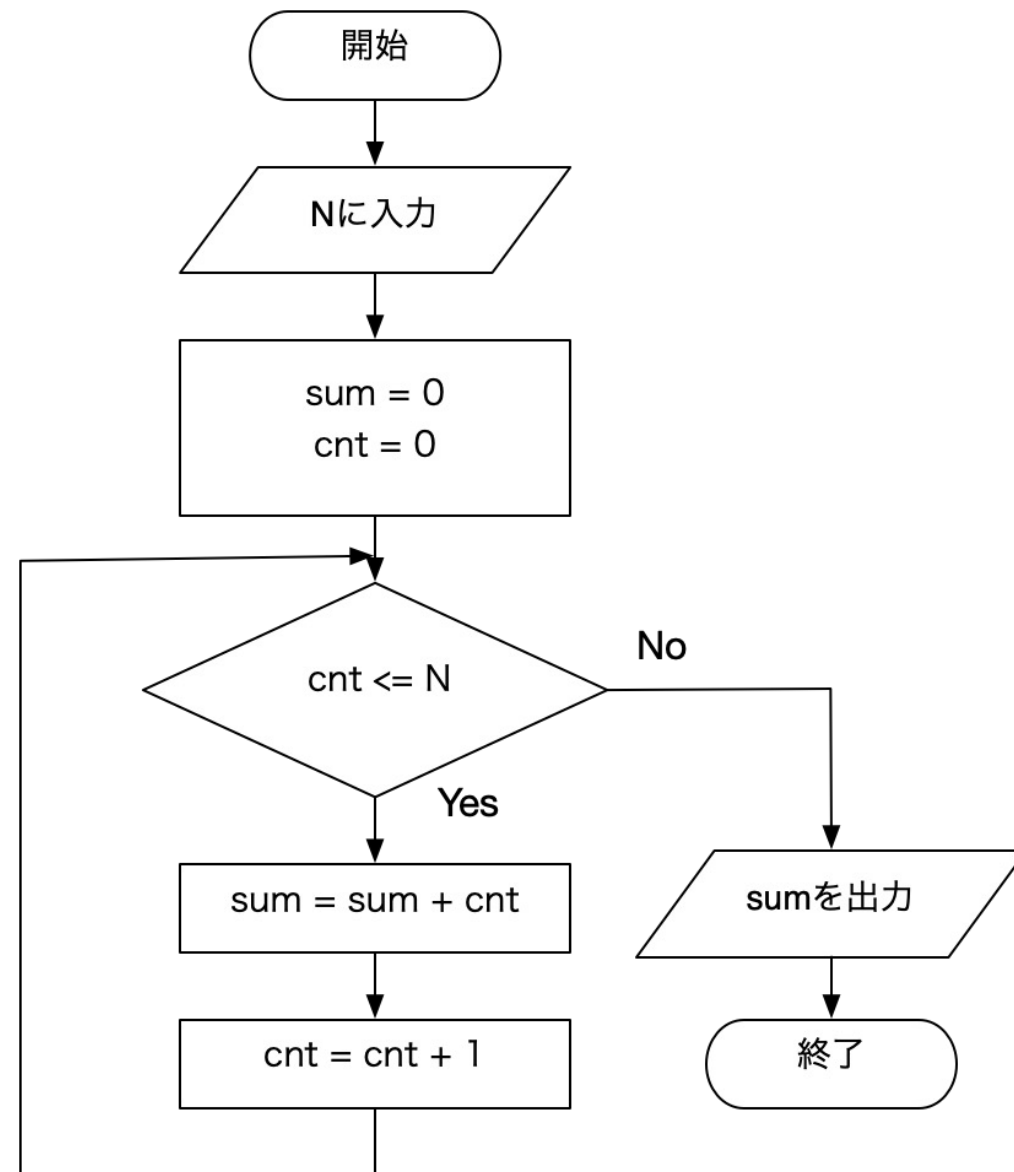 開始
Nに入力
sum = 0
cnt = 0
cnt <= N
No
Yes
sum = sum + cnt
sumを出力
cnt = cnt + 1
終了